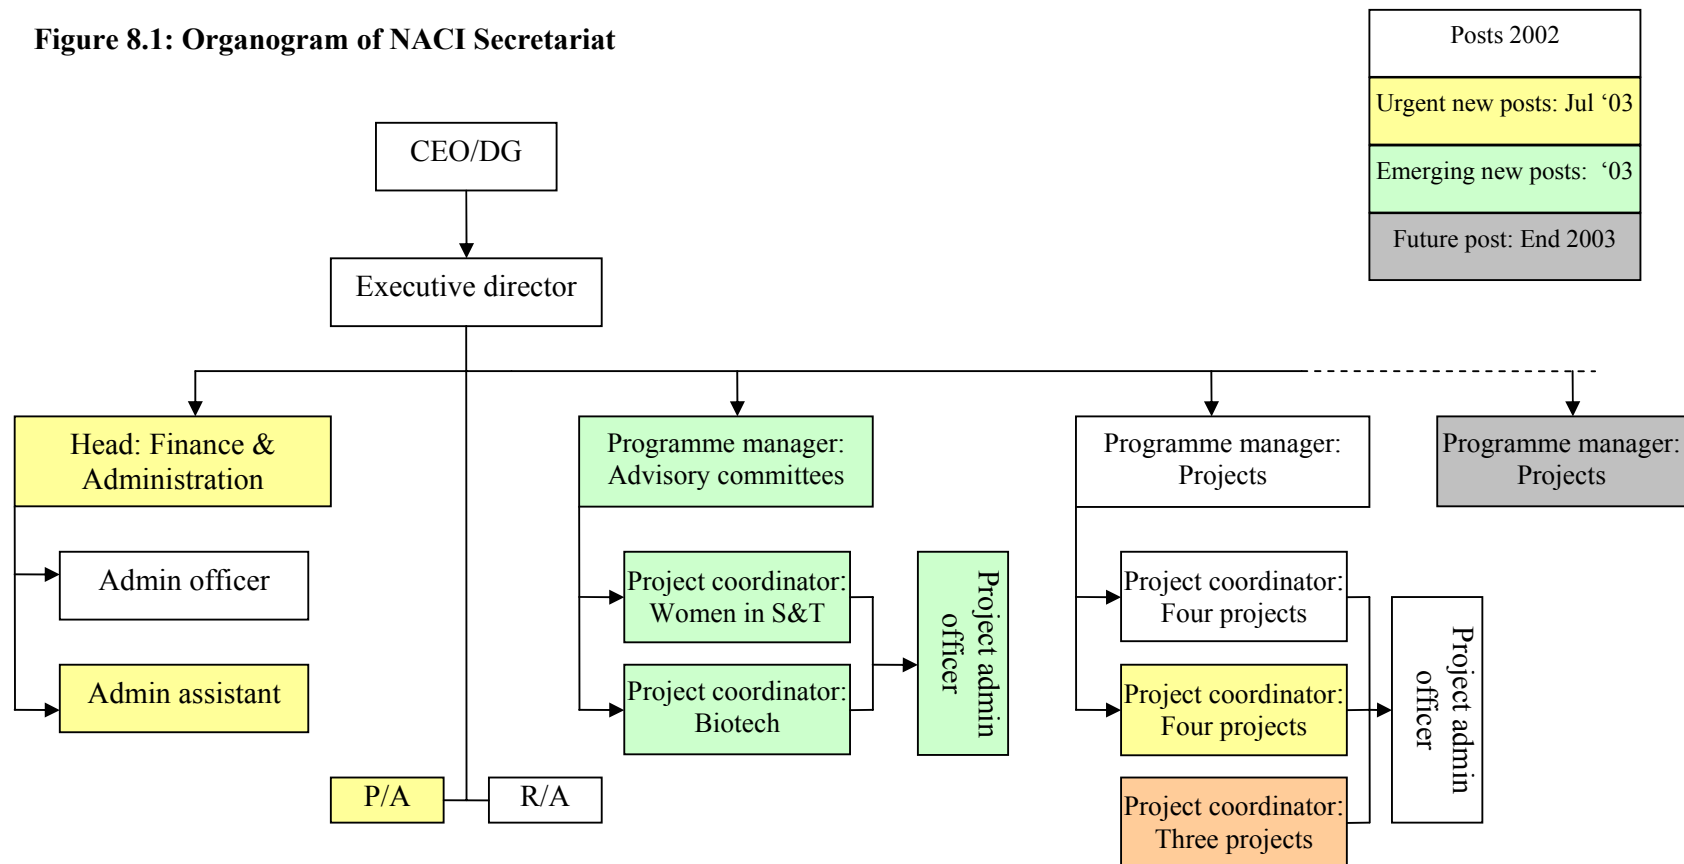 Figure 8.1: Organogram of NACI Secretariat
Posts 2002
Urgent new posts: Jul ‘03
Emerging new posts: ‘03
Future post: End 2003
CEO/DG
Executive director
Head: Finance &
Administration
Programme manager:
Advisory committees
Programme manager:
Projects
Programme manager:
Projects
Admin officer
Admin assistant
Project coordinator:
Women in S&T
Project coordinator:
Biotech
Project admin
officer
Project coordinator:
Four projects
Project coordinator:
Four projects
Project coordinator:
Three projects
Project admin
officer
P/A
R/A